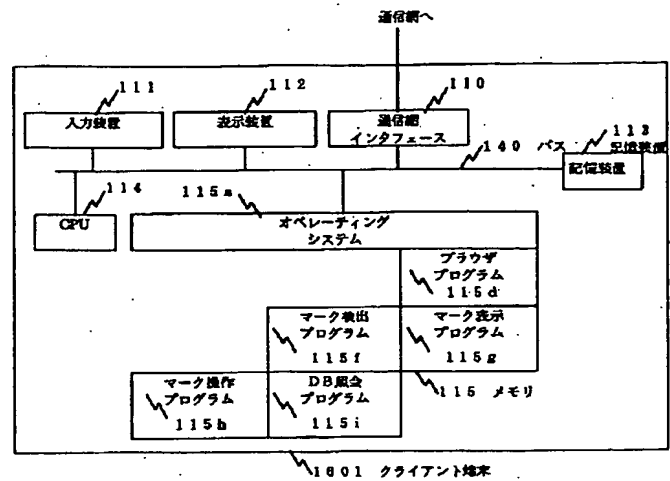 通信網へ
111
112
110
入力装置
表示装置
通信網
インタフェース
140 バス
113
記憶装置
記憶装置
114
115a
CPU
オペレーティング
システム
ブラウザ
プログラム
115d
マーク検出
プログラム
115f
マーク表示
プログラム
115g
マーク操作
プログラム
115h
DB照会
プログラム
115i
115 メモリ
1601 クライアント端末